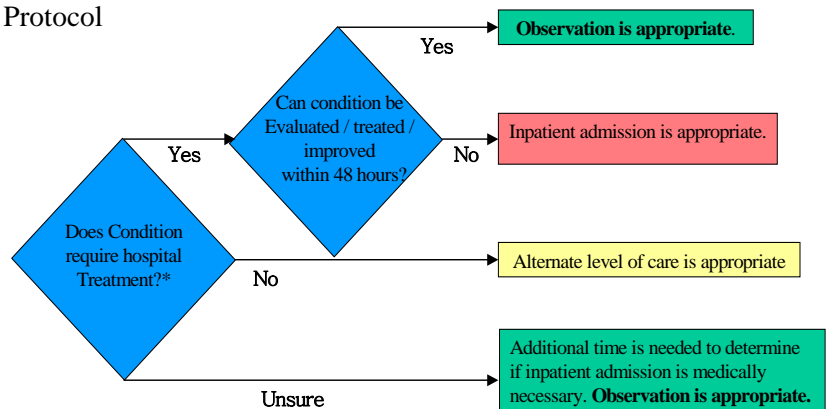 Protocol
Yes
Observation is appropriate.
Can condition be
Evaluated / treated /
improved
within 48 hours?
Yes
No
Inpatient admission is appropriate.
Does Condition
require hospital
Treatment?*
No
Alternate level of care is appropriate
Unsure
Additional time is needed to determine
if inpatient admission is medically
necessary. Observation is appropriate.